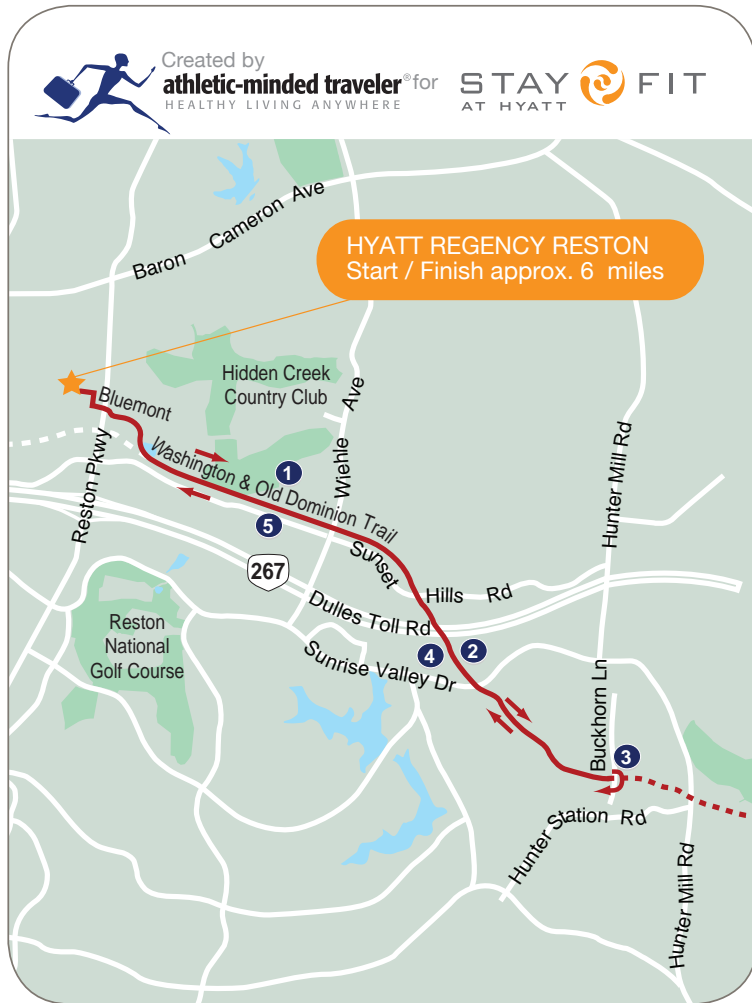 Created by
athletic-minded traveler® for
HEALTHY LIVING ANYWHERE
STAY FIT
AT HYATT
Baron Cameron Ave
HYATT REGENCY RESTON
Start / Finish approx. 6 miles
Hidden Creek
Country Club
Bluemont
Wiehle Ave
Reston Pkwy
Washington & Old Dominion Trail
1
5
Hunter Mill Rd
267
Sunset Hills Rd
Dulles Toll Rd
Reston
National
Golf Course
4
2
Sunrise Valley Dr
Buckhorn Ln
3
Hunter Station Rd
Hunter Mill Rd